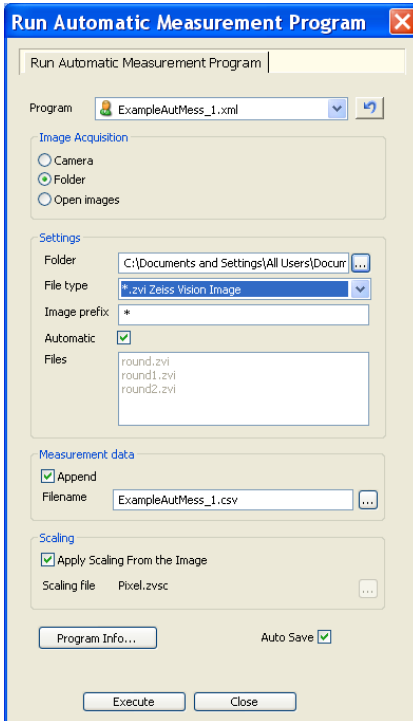 Run Automatic Measurement Program
Run Automatic Measurement Program
Program ExampleAutMess_1.xml
Image Acquisition
Camera
Folder
Open images
Settings
Folder C:\Documents and Settings\All Users\Docum ...
File type *.zvi Zeiss Vision Image
Image prefix *
Automatic
Files round.zvi
round1.zvi
round2.zvi
Measurement data
Append
Filename ExampleAutMess_1.csv ...
Scaling
Apply Scaling From the Image
Scaling file Pixel.zvsc ...
Program Info... Auto Save
Execute Close